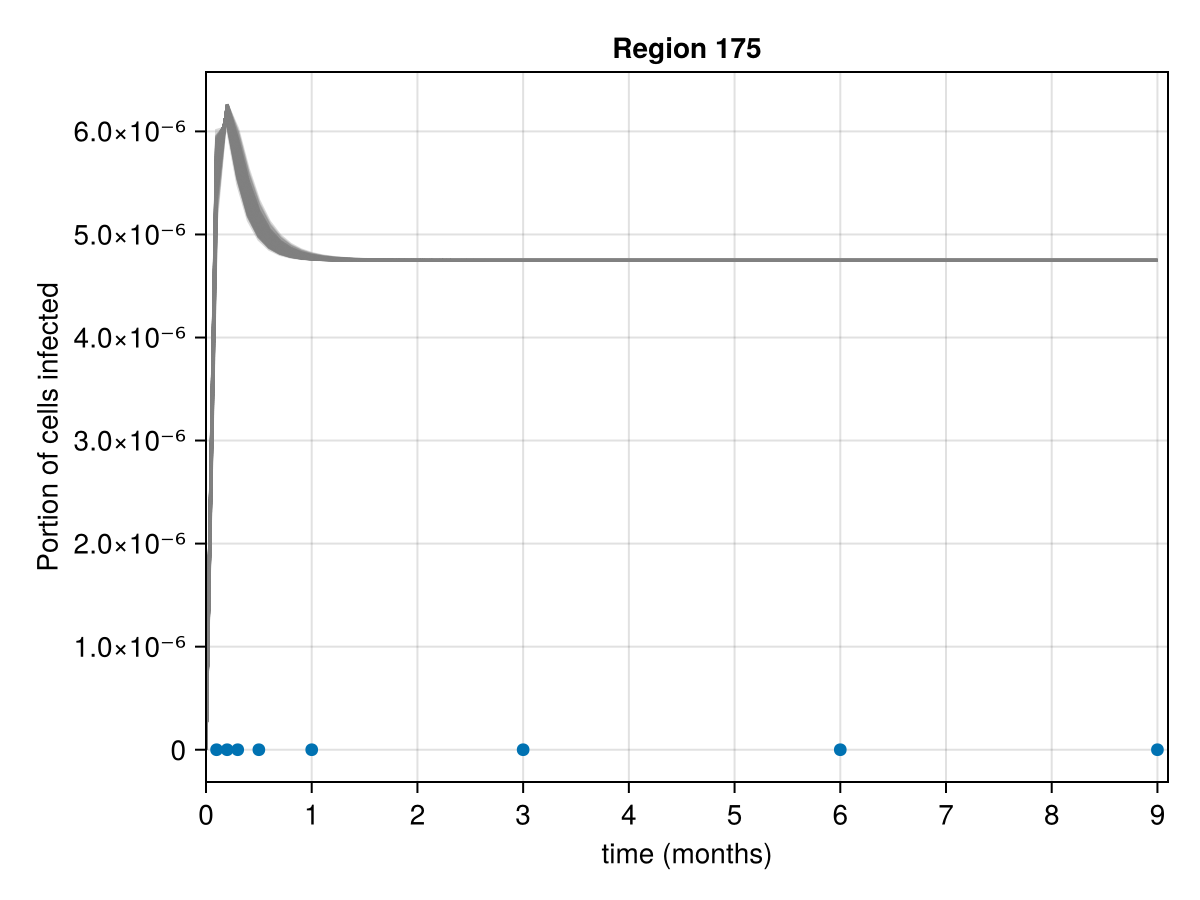 Region 175
Portion of cells infected
6.0×10⁻⁶
5.0×10⁻⁶
4.0×10⁻⁶
3.0×10⁻⁶
2.0×10⁻⁶
1.0×10⁻⁶
0
0 1 2 3 4 5 6 7 8 9
time (months)